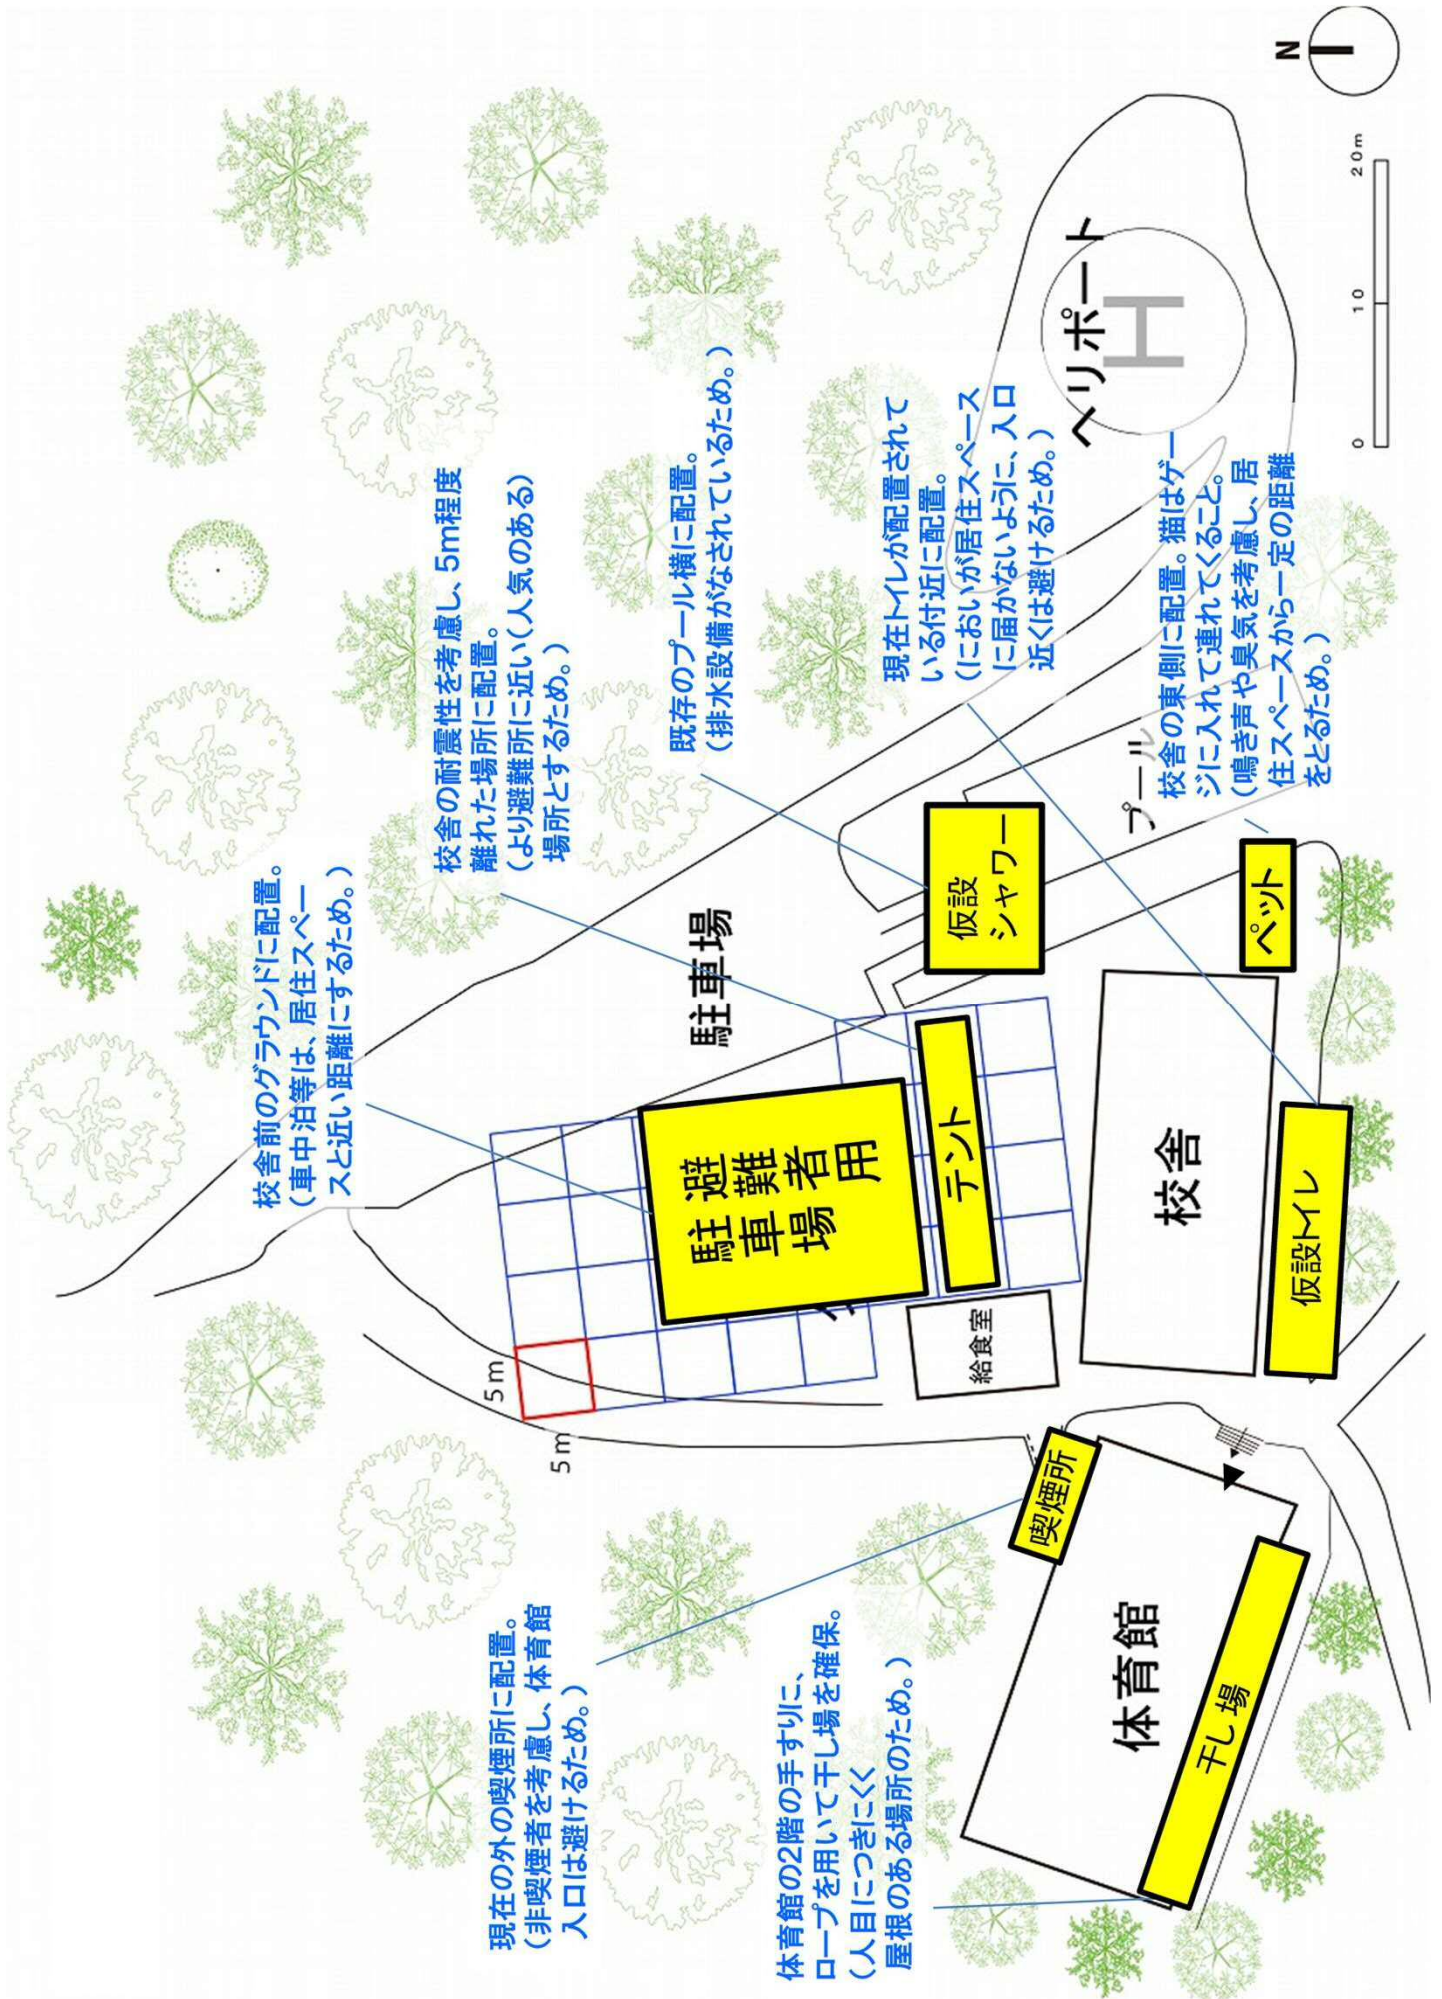 校舎前のグラウンドに配置。
（車中泊等は、居住スペー
スと近い距離にするため。）
校舎の耐震性を考慮し、5m程度
離れた場所に配置。
（より避難所に近い（人気のある）
場所とするため。）
現在の外の喫煙所に配置。
（非喫煙者を考慮し、体育館
入口は避けるため。）
5m
5m
既存のプール横に配置。
（排水設備がなされているため。）
駐車場
避難者用
駐車場
体育館の2階の手すりに、
ロープを用いて干し場を確保。
（人目につきにくく
屋根のある場所のため。）
現在トイレが配置されて
いる付近に配置。
（においが居住スペース
に届かないように、入口
近くは避けるため。）
テント
給食室
仮設
シャワー
喫煙所
ヘリポート
H
体育館
校舎
プール
校舎の東側に配置。猫はゲー
ジに入れて連れてくること。
（鳴き声や臭気を考慮し、居
住スペースから一定の距離
をとるため。）
干し場
ペット
仮設トイレ
N
0 10 20m